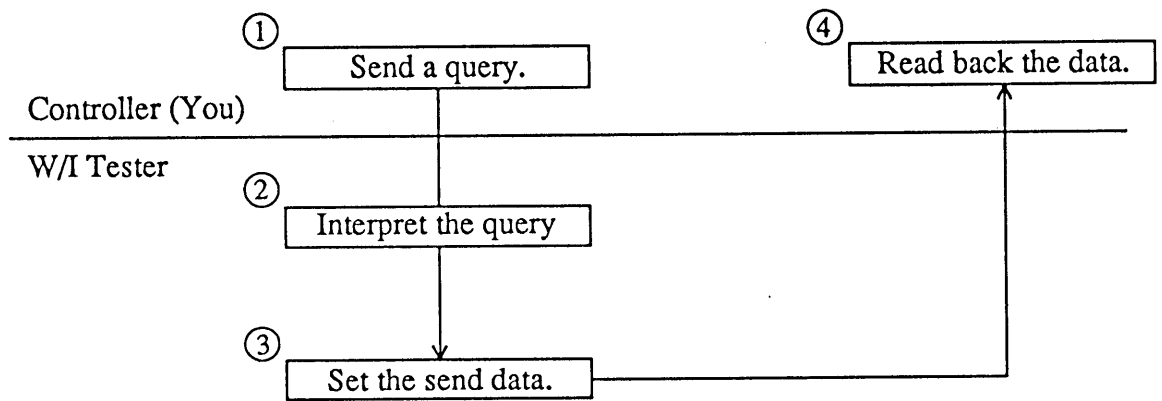 ①
Send a query.
④
Read back the data.
Controller (You)
W/I Tester
②
Interpret the query
③
Set the send data.